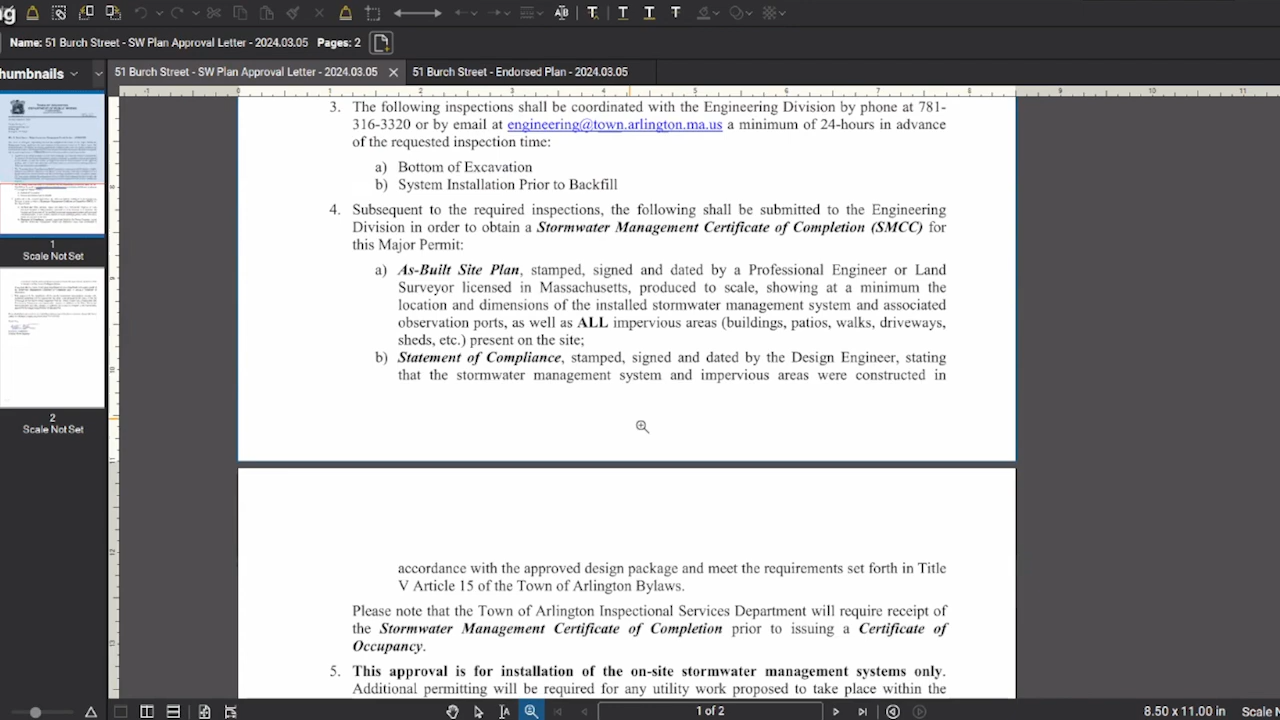 Name: 51 Burch Street - SW Plan Approval Letter - 2024.03.05 Pages: 2
humbnails
51 Burch Street - SW Plan Approval Letter - 2024.03.05
51 Burch Street - Endorsed Plan - 2024.03.05
3. The following inspections shall be coordinated with the Engineering Division by phone at 781-
316-3320 or by email at engineering@town.arlington.ma.us a minimum of 24-hours in advance
of the requested inspection time:
a) Bottom of Excavation
b) System Installation Prior to Backfill
4. Subsequent to the required inspections, the following shall be submitted to the Engineering
Division in order to obtain a Stormwater Management Certificate of Completion (SMCC) for
this Major Permit:
a) As-Built Site Plan, stamped, signed and dated by a Professional Engineer or Land
Surveyor licensed in Massachusetts, produced to scale, showing at a minimum the
location and dimensions of the installed stormwater management system and associated
observation ports, as well as ALL impervious areas (buildings, patios, walks, driveways,
sheds, etc.) present on the site;
b) Statement of Compliance, stamped, signed and dated by the Design Engineer, stating
that the stormwater management system and impervious areas were constructed in
accordance with the approved design package and meet the requirements set forth in Title
V Article 15 of the Town of Arlington Bylaws.
Please note that the Town of Arlington Inspectional Services Department will require receipt of
the Stormwater Management Certificate of Completion prior to issuing a Certificate of
Occupancy.
5. This approval is for installation of the on-site stormwater management systems only.
Additional permitting will be required for any utility work proposed to take place within the
1
Scale Not Set
2
Scale Not Set
1 of 2
8.50 x 11.00 in
Scale N